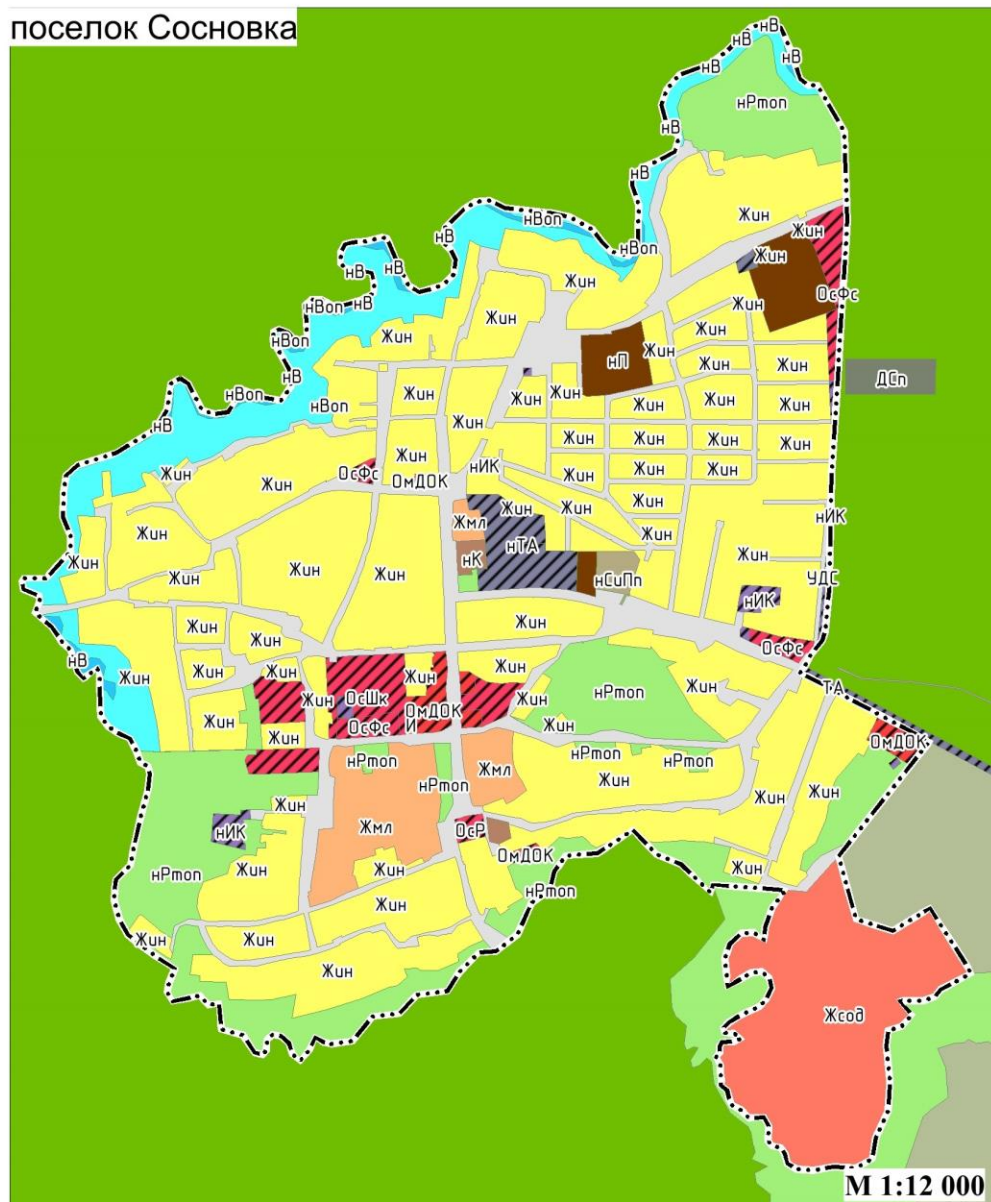 поселок Сосновка
нВ
нВ
нВ
нВ
нРтоп
нВ
нВ
Жин
нВоп
Жин
нВ
нВоп
Жин
нВ
нВ
Жин
ОсФс
нВоп
нВ
Жин
Жин
Жин
нВоп
Жин
нП
Жин
нВ
Жин
Жин
ДСп
нВоп
нВоп
Жин
Жин
Жин
Жин
Жин
нВ
Жин
Жин
Жин
Жин
Жин
Жин
Жин
ОсФс
нИК
Жин
Жин
Жин
Жин
ОмДОК
Жин
Жин
Жин
Жин
Жмл
нТА
Жин
нИК
Жин
нК
нСиПп
Жин
Жин
Жин
Жин
Жин
УДС
нИК
Жин
Жин
Жин
ОсФс
нВ
Жин
Жин
Жин
Жин
Жин
нРтоп
Жин
ТА
ОсШк
Жин
ОмДОК
И
Жин
Жин
ОсФс
Жин
Жин
ОмДОК
нРтоп
нРтоп
нРтоп
Жмл
Жин
нРтоп
Жин
Жин
Жин
нИК
Жмл
ОсР
ОмДОК
Жин
Жин
Жин
нРтоп
нРтоп
Жин
Жин
Жин
Жин
Жсод
М 1:12 000